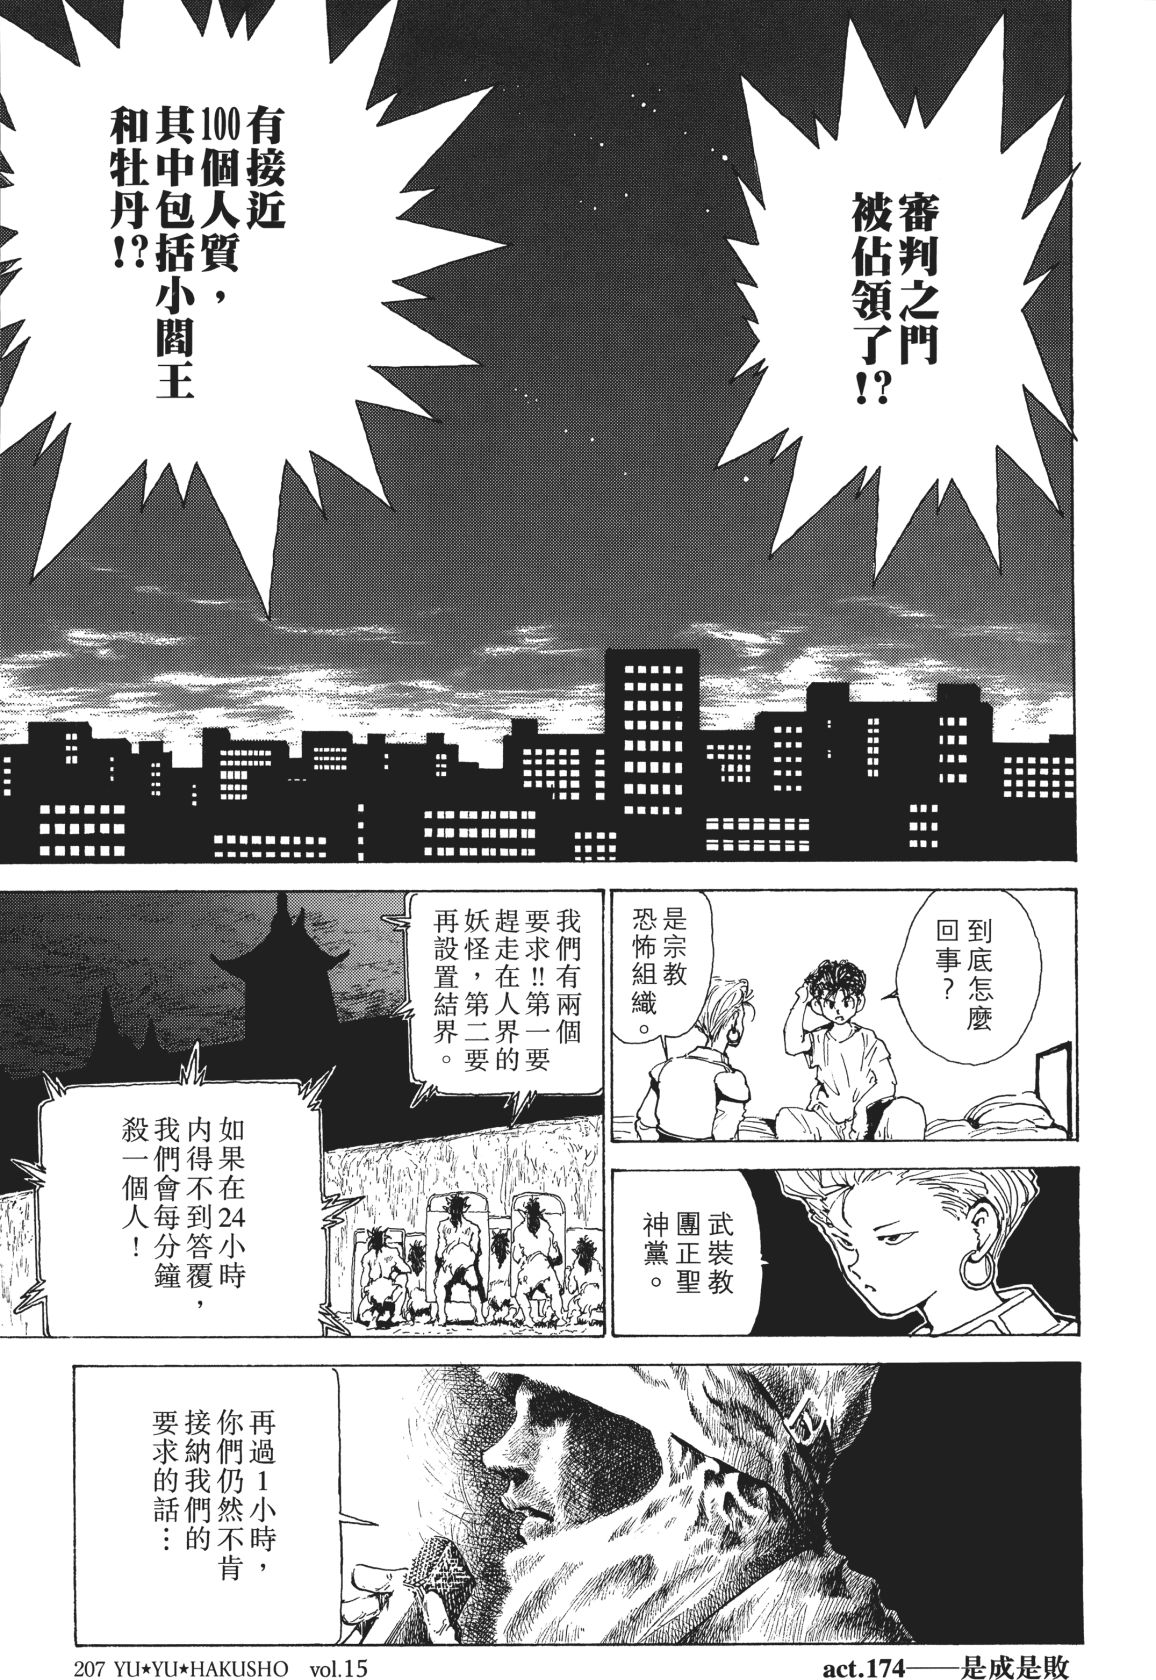 審判之門
被佔領了!?
有接近
100個人質，
其中包括小閻王
和牡丹!?
到底怎麼
回事？
是宗教
恐怖組織。
武裝教
團正聖
神黨。
我們有兩個
要求!!第一要
趕走在人界的
妖怪，第二要
再設置結界。
如果在24小時
內得不到答覆，
我們會每分鐘
殺一個人！
再過1小時，
你們仍然不肯
接納我們的
要求的話…
207 YU★YU★HAKUSHO vol.15
act.174——是成是敗